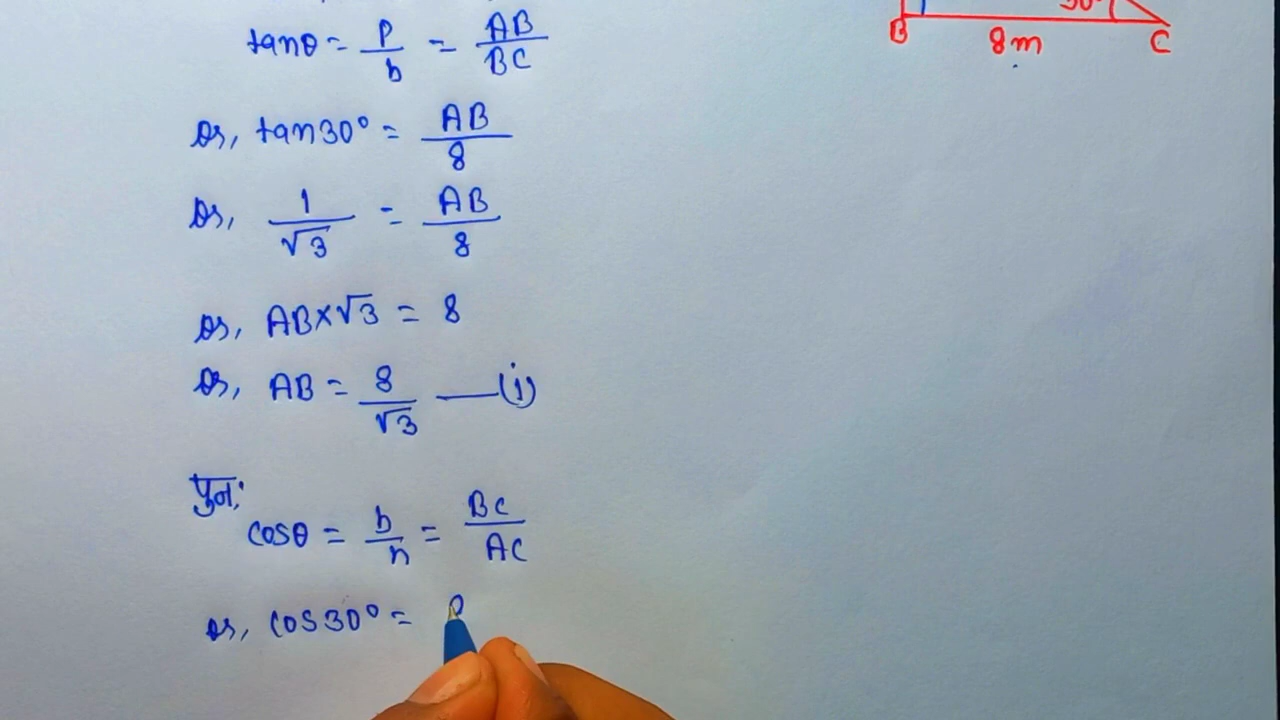 tanθ = P/b = AB/BC
or, tan30° = AB/8
or, 1/√3 = AB/8
or, AB×√3 = 8
or, AB = 8/√3 —(i)
पुनः
cosθ = b/h = BC/AC
or, cos30° =
B 8m C